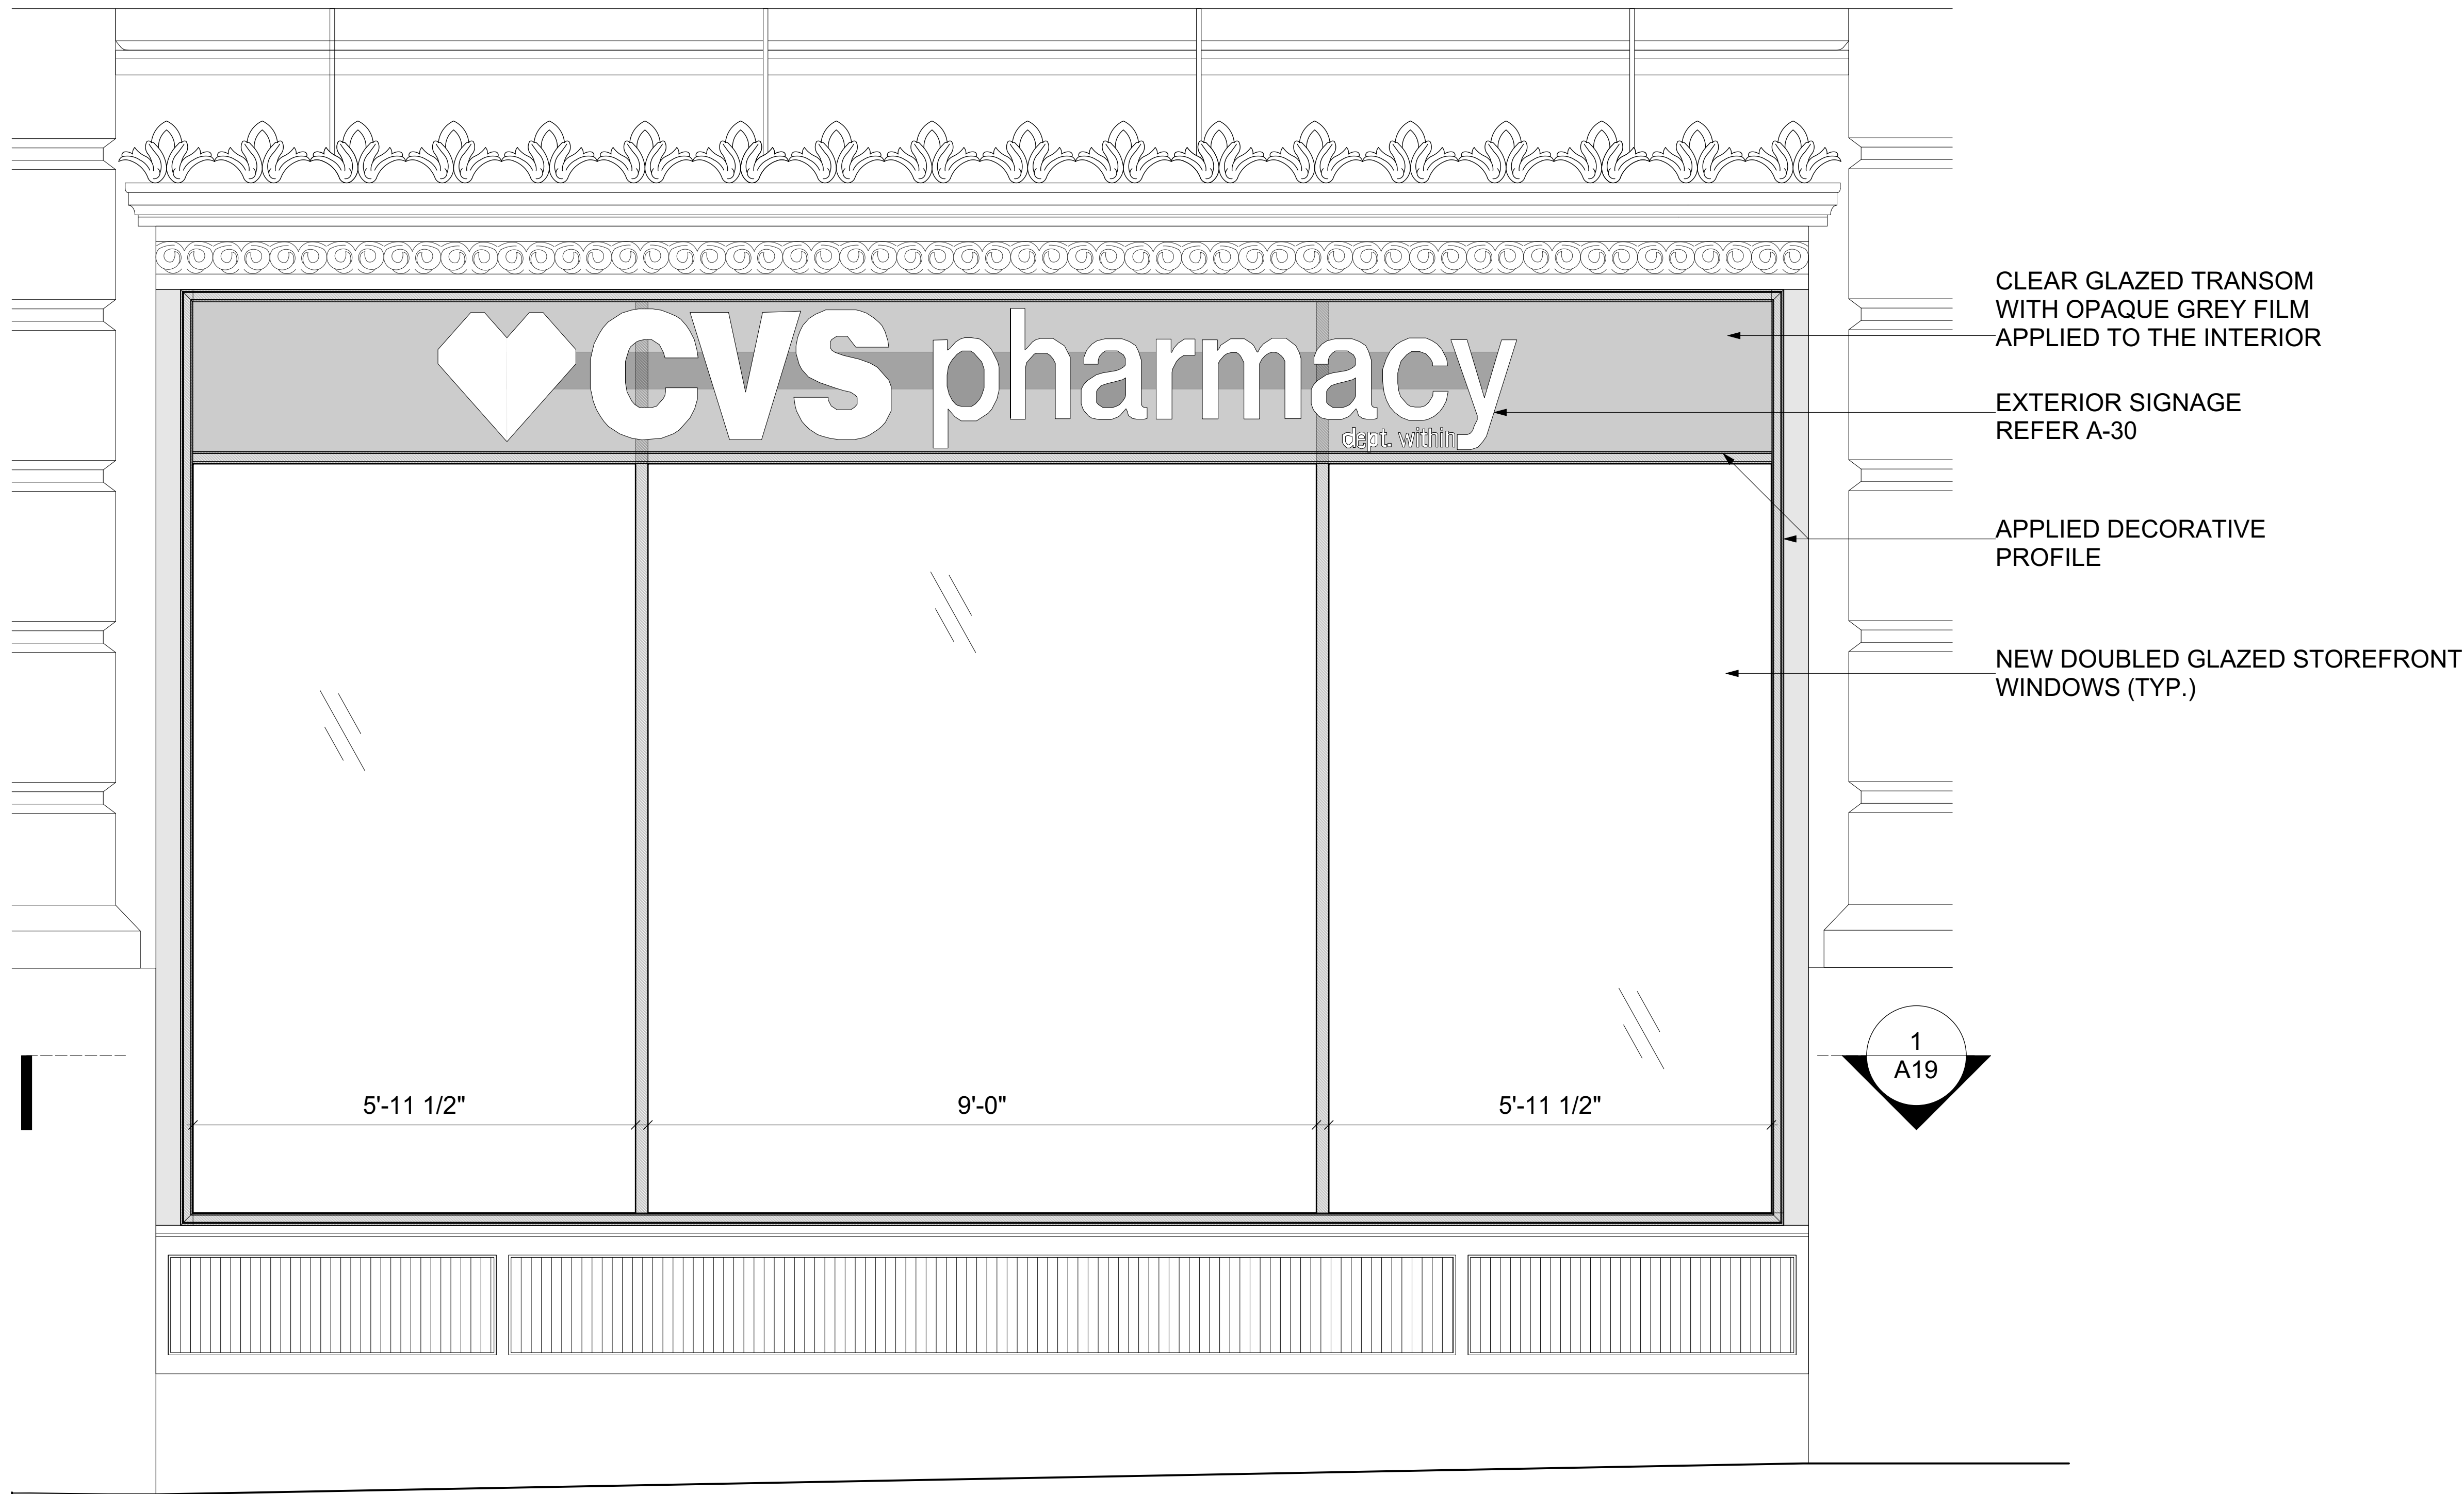 CVS pharmacy
dept. within
CLEAR GLAZED TRANSOM
WITH OPAQUE GREY FILM
APPLIED TO THE INTERIOR
EXTERIOR SIGNAGE
REFER A-30
APPLIED DECORATIVE
PROFILE
NEW DOUBLED GLAZED STOREFRONT
WINDOWS (TYP.)
1
A19
5'-11 1/2"
9'-0"
5'-11 1/2"